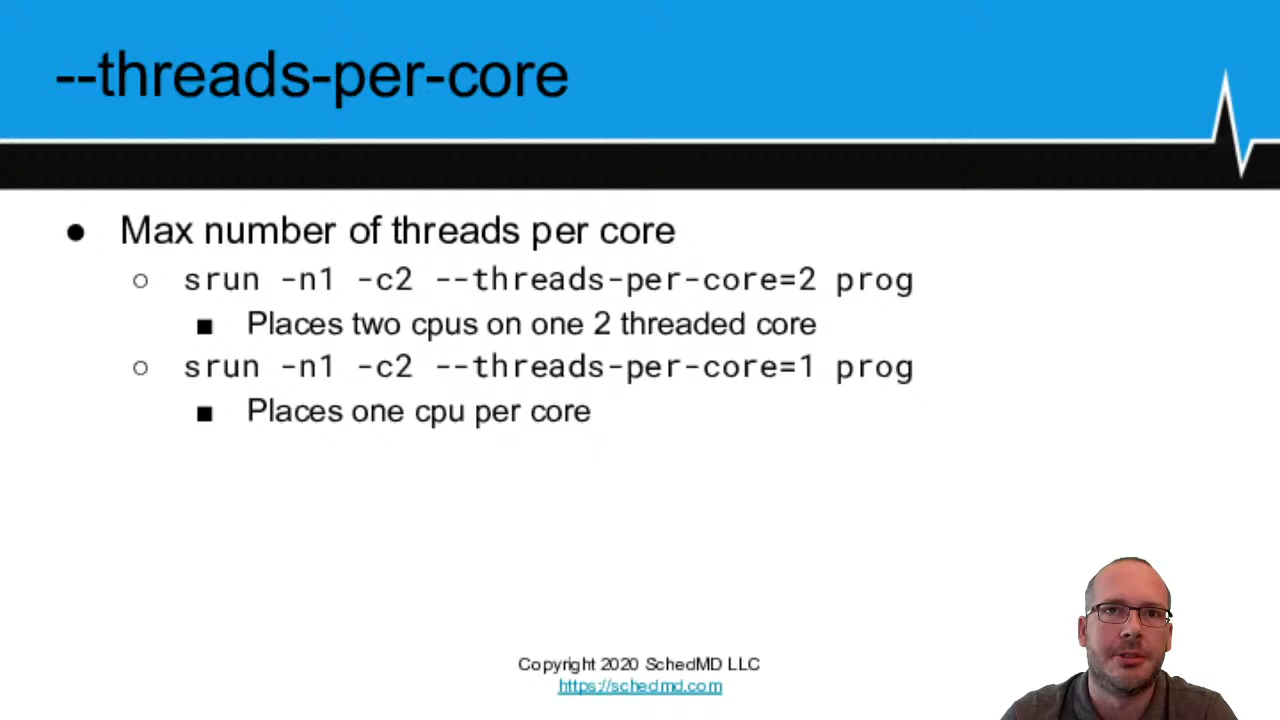 --threads-per-core
● Max number of threads per core
○ srun -n1 -c2 --threads-per-core=2 prog
■ Places two cpus on one 2 threaded core
○ srun -n1 -c2 --threads-per-core=1 prog
■ Places one cpu per core
Copyright 2020 SchedMD LLC
https://schedmd.com